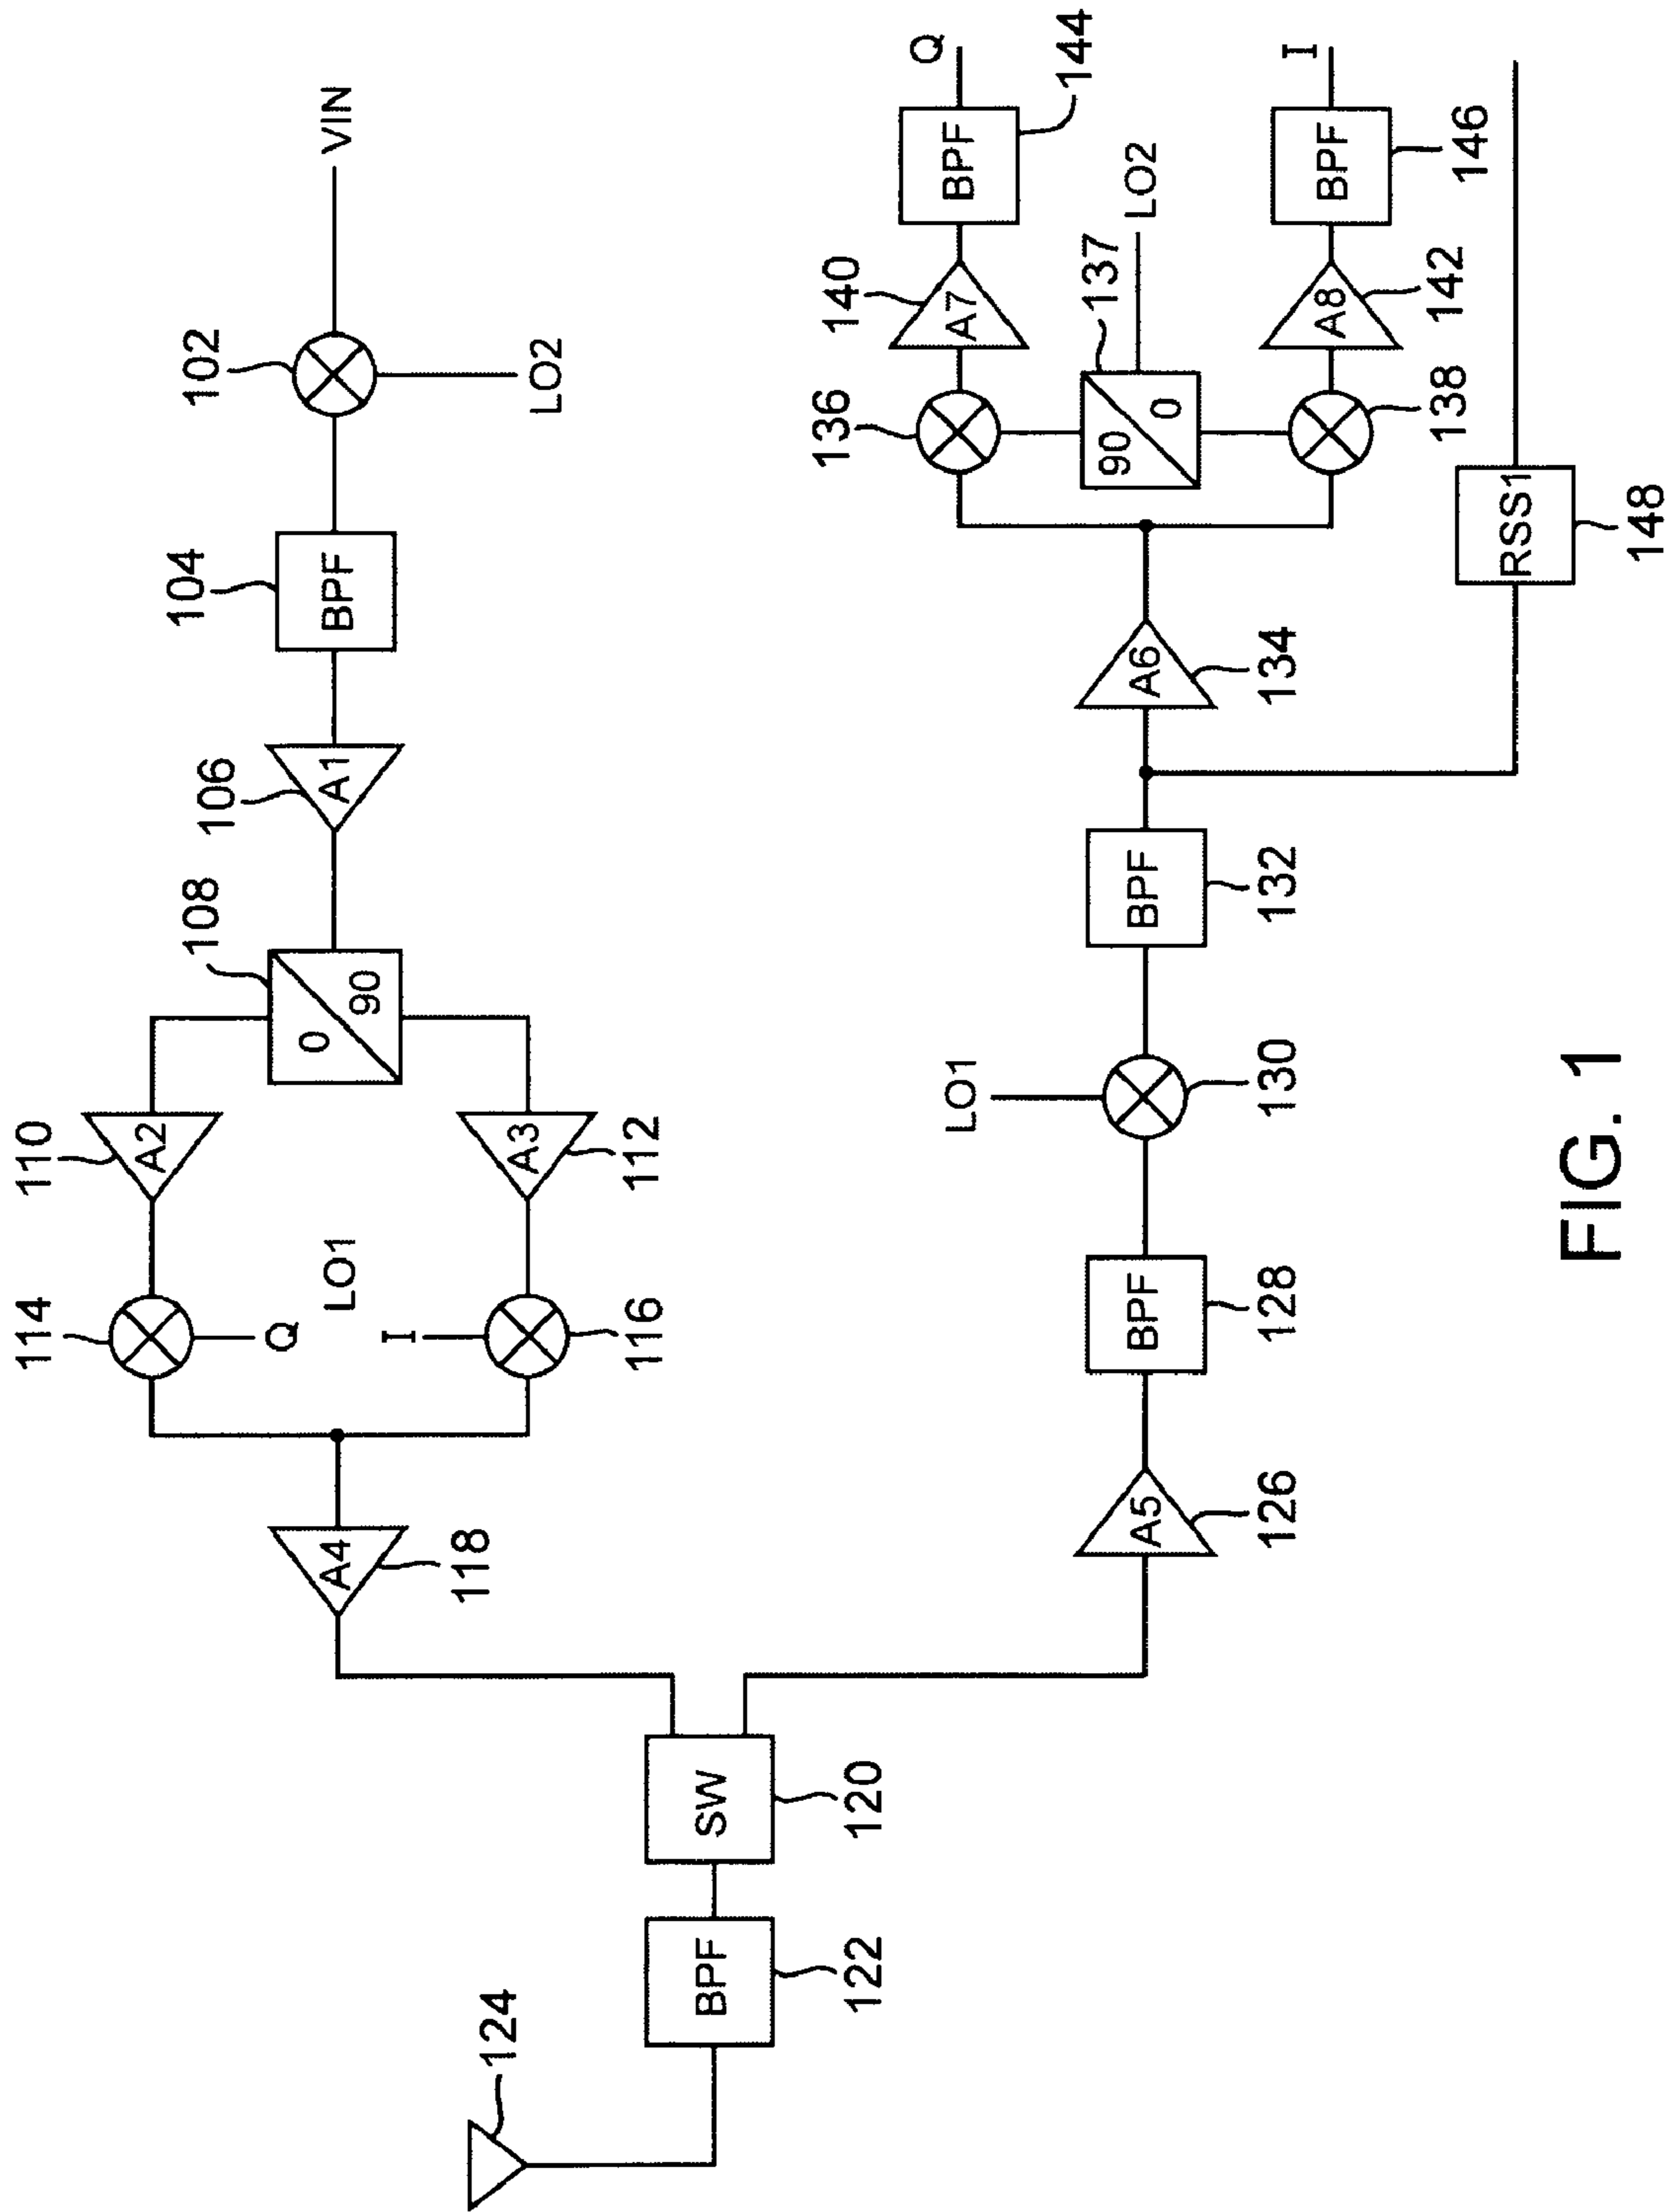 VIN
102
LO2
104
BPF
106
A1
108
0
90
110
A2
A3
112
114
Q
LO1
I
116
A4
118
SW
120
BPF
122
124
A5
126
BPF
128
LO1
130
BPF
132
A6
134
136
90
0
137
LO2
138
140
A7
A8
142
BPF
144
Q
BPF
146
I
RSS1
148
FIG. 1